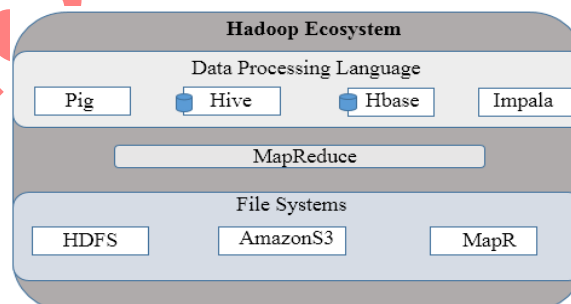 Hadoop Ecosystem
Data Processing Language
Pig Hive Hbase Impala
MapReduce
File Systems
HDFS AmazonS3 MapR